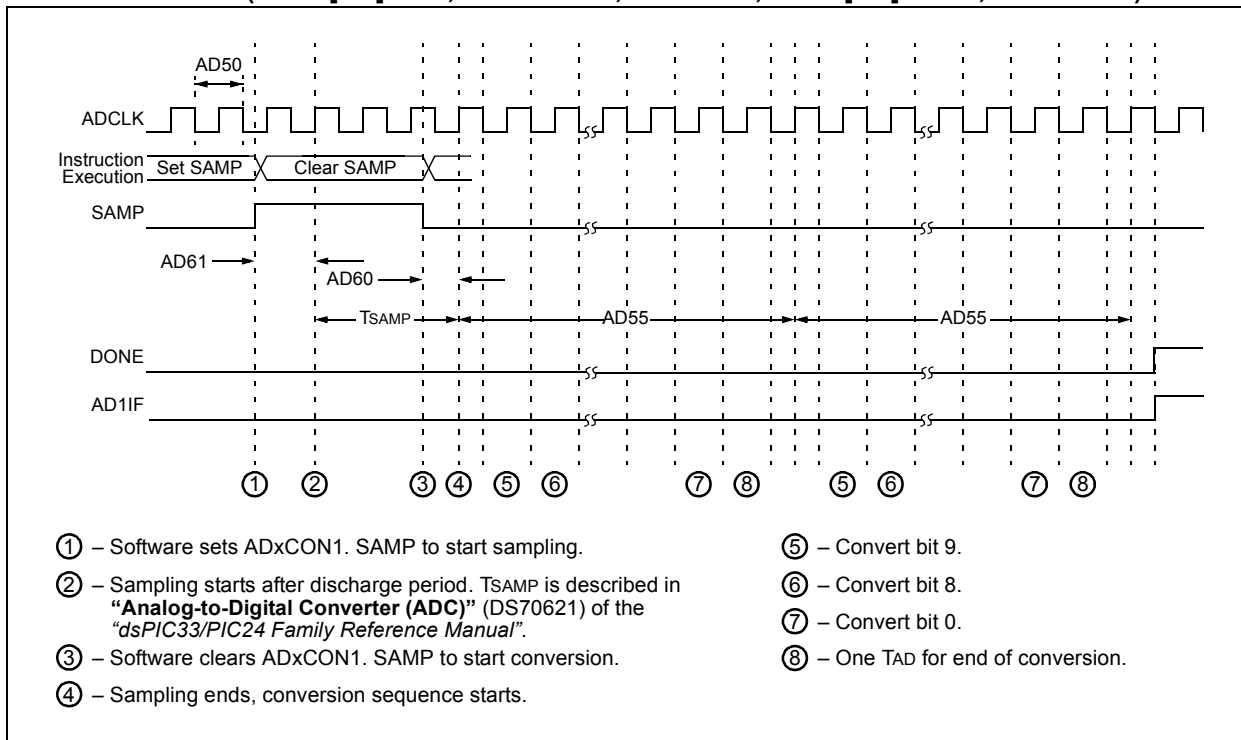 AD50
ADCLK
Instruction
Execution
Set SAMP
Clear SAMP
SAMP
AD61
AD60
TSAMP
AD55
AD55
DONE
AD1IF
① ② ③ ④ ⑤ ⑥ ⑦ ⑧ ⑤ ⑥ ⑦ ⑧
① – Software sets ADxCON1. SAMP to start sampling.
② – Sampling starts after discharge period. TSAMP is described in
“Analog-to-Digital Converter (ADC)” (DS70621) of the
“dsPIC33/PIC24 Family Reference Manual”.
③ – Software clears ADxCON1. SAMP to start conversion.
④ – Sampling ends, conversion sequence starts.
⑤ – Convert bit 9.
⑥ – Convert bit 8.
⑦ – Convert bit 0.
⑧ – One TAD for end of conversion.